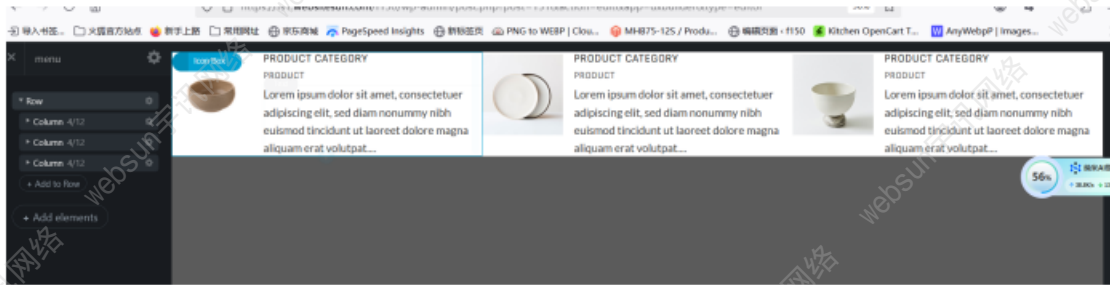 导入书签... 火狐官方站点 新手上路 常用网址 京东商城 PageSpeed Insights 新标签页 PNG to WEBP | Clou... MHB75-12S / Produ... 编辑页面 ‹ f150 Kitchen OpenCart T... AnyWebpP | Images...
menu
Icon Box
PRODUCT CATEGORY
PRODUCT
Lorem ipsum dolor sit amet, consectetuer
adipiscing elit, sed diam nonummy nibh
euismod tincidunt ut laoreet dolore magna
aliquam erat volutpat....
PRODUCT CATEGORY
PRODUCT
Lorem ipsum dolor sit amet, consectetuer
adipiscing elit, sed diam nonummy nibh
euismod tincidunt ut laoreet dolore magna
aliquam erat volutpat....
PRODUCT CATEGORY
PRODUCT
Lorem ipsum dolor sit amet, consectetuer
adipiscing elit, sed diam nonummy nibh
euismod tincidunt ut laoreet dolore magna
aliquam erat volutpat....
Row
Column 4/12
Column 4/12
Column 4/12
+ Add to Row
+ Add elements
56%